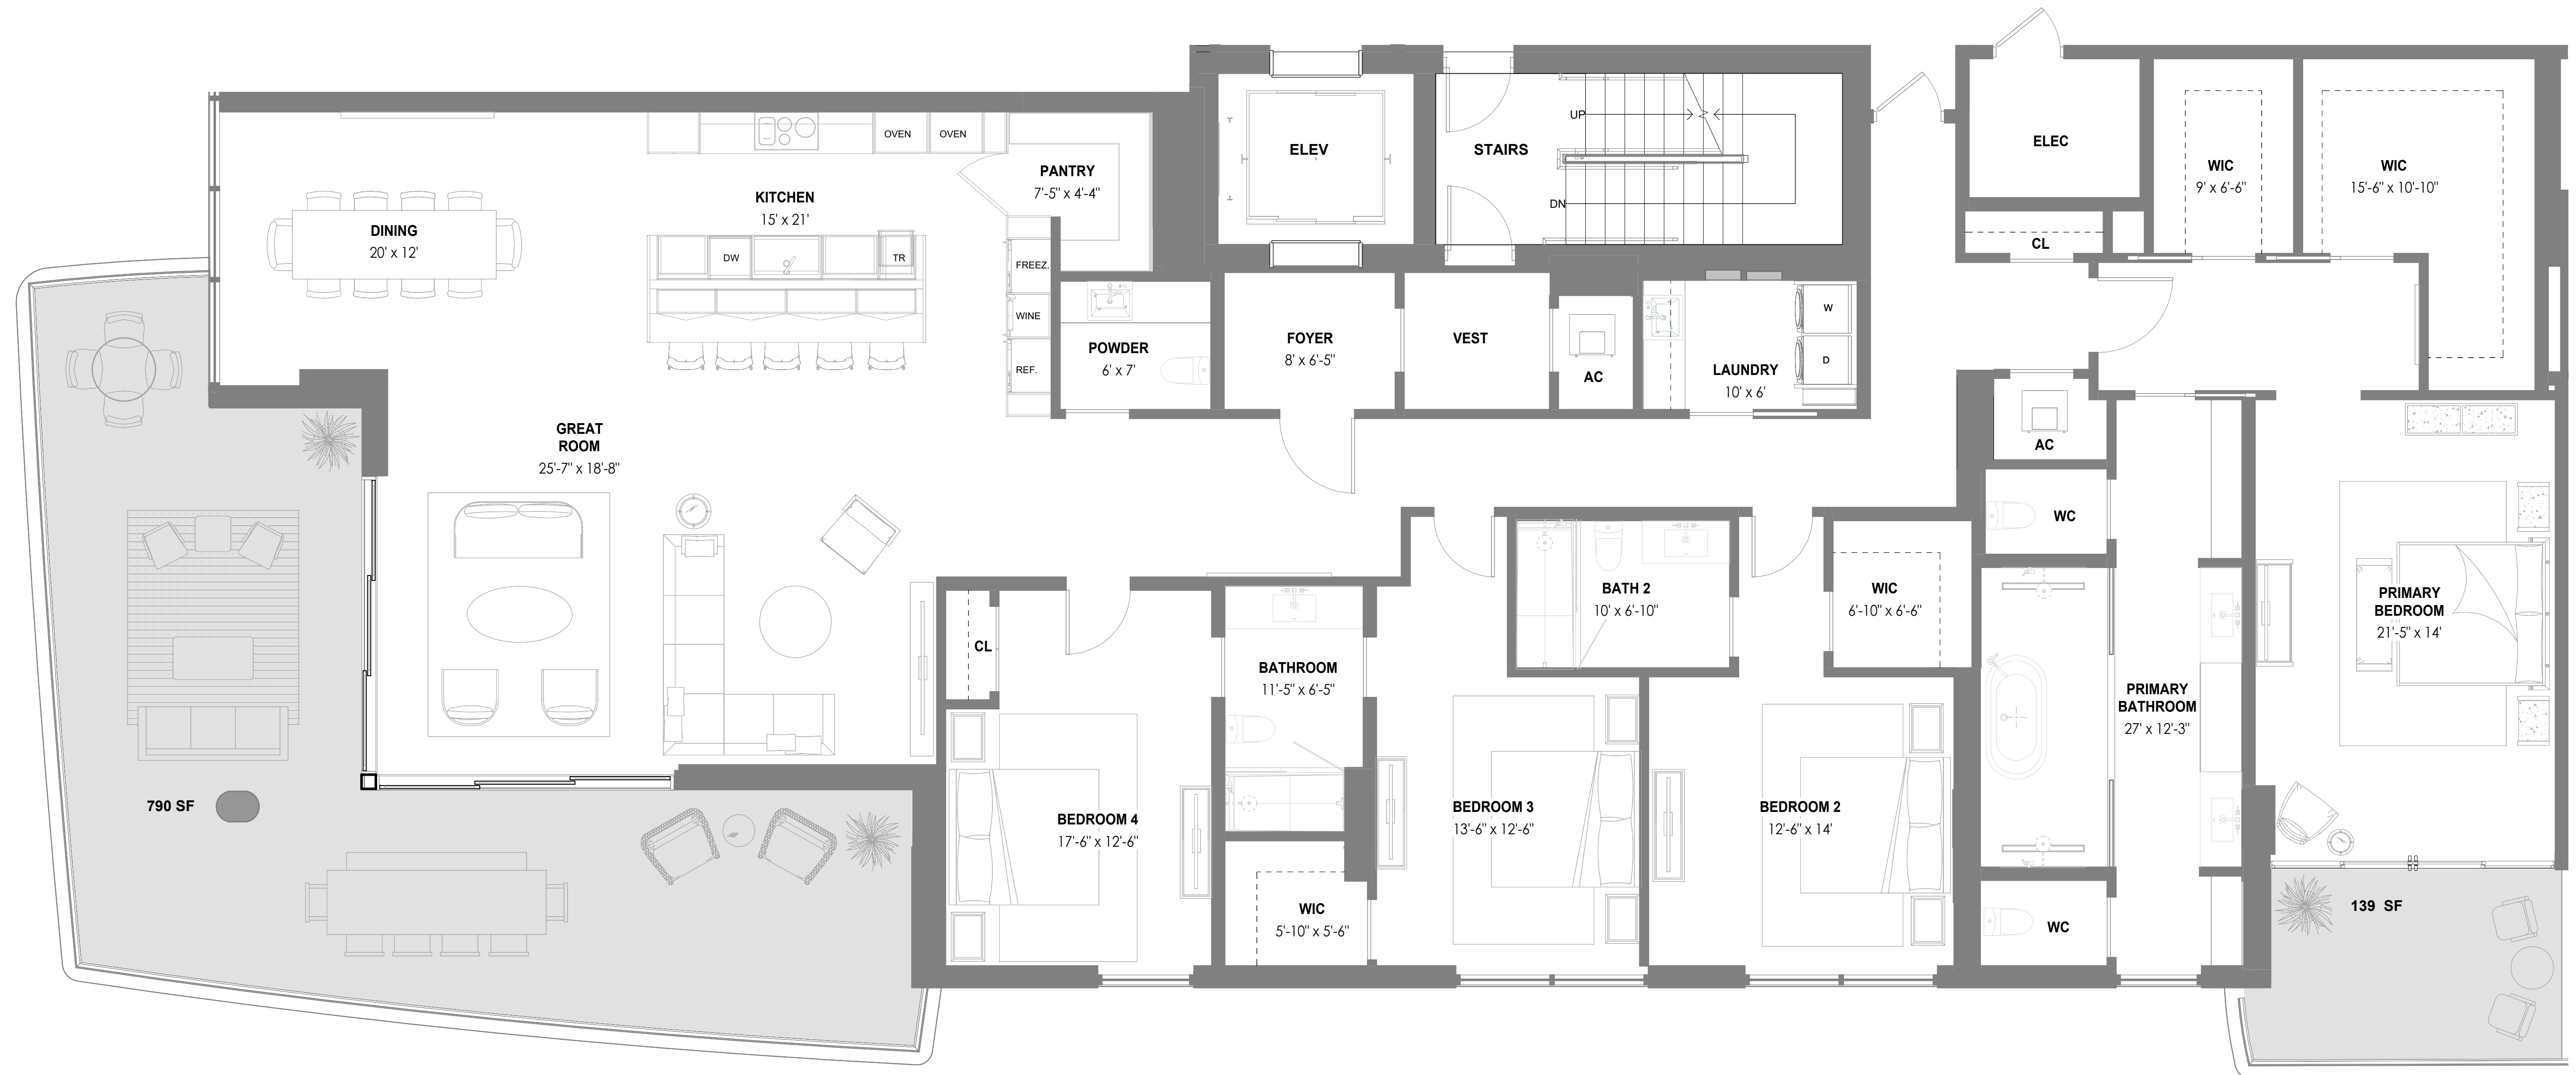 ELEV
STAIRS
UP
DN
ELEC
CL
WIC
9' x 6'-6"
WIC
15'-6" x 10'-10"
OVEN
OVEN
PANTRY
7'-5" x 4'-4"
KITCHEN
15' x 21'
DINING
20' x 12'
DW
TR
FREEZ.
WINE
REF.
POWDER
6' x 7'
FOYER
8' x 6'-5"
VEST
AC
LAUNDRY
10' x 6'
W
D
AC
GREAT
ROOM
25'-7" x 18'-8"
WC
BATH 2
10' x 6'-10"
WIC
6'-10" x 6'-6"
PRIMARY
BEDROOM
21'-5" x 14'
CL
BATHROOM
11'-5" x 6'-5"
PRIMARY
BATHROOM
27' x 12'-3"
790 SF
BEDROOM 4
17'-6" x 12'-6"
BEDROOM 3
13'-6" x 12'-6"
BEDROOM 2
12'-6" x 14'
WIC
5'-10" x 5'-6"
WC
139 SF